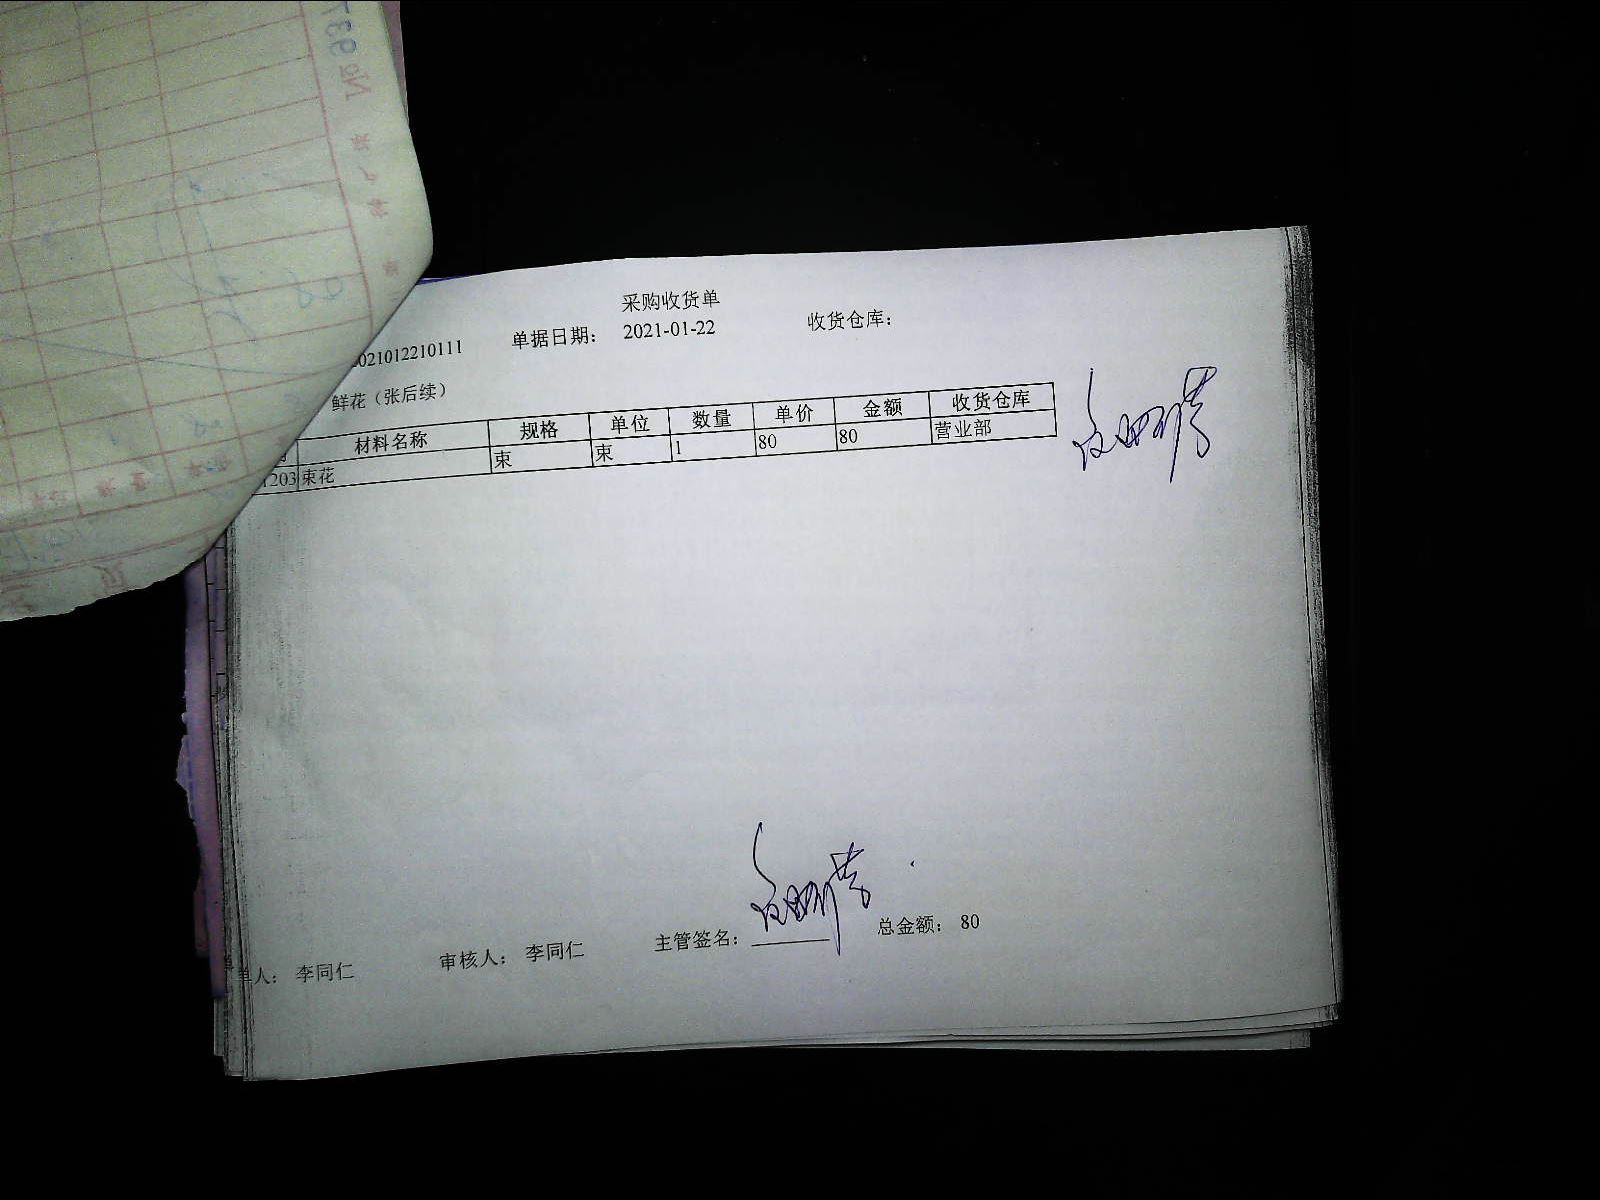 采购收货单
021012210111 单据日期： 2021-01-22 收货仓库：
鲜花（张后续）
材料名称 规格 单位 数量 单价 金额 收货仓库
1203 束花 束 束 1 80 80 营业部
单人： 李同仁 审核人： 李同仁 主管签名： 总金额： 80